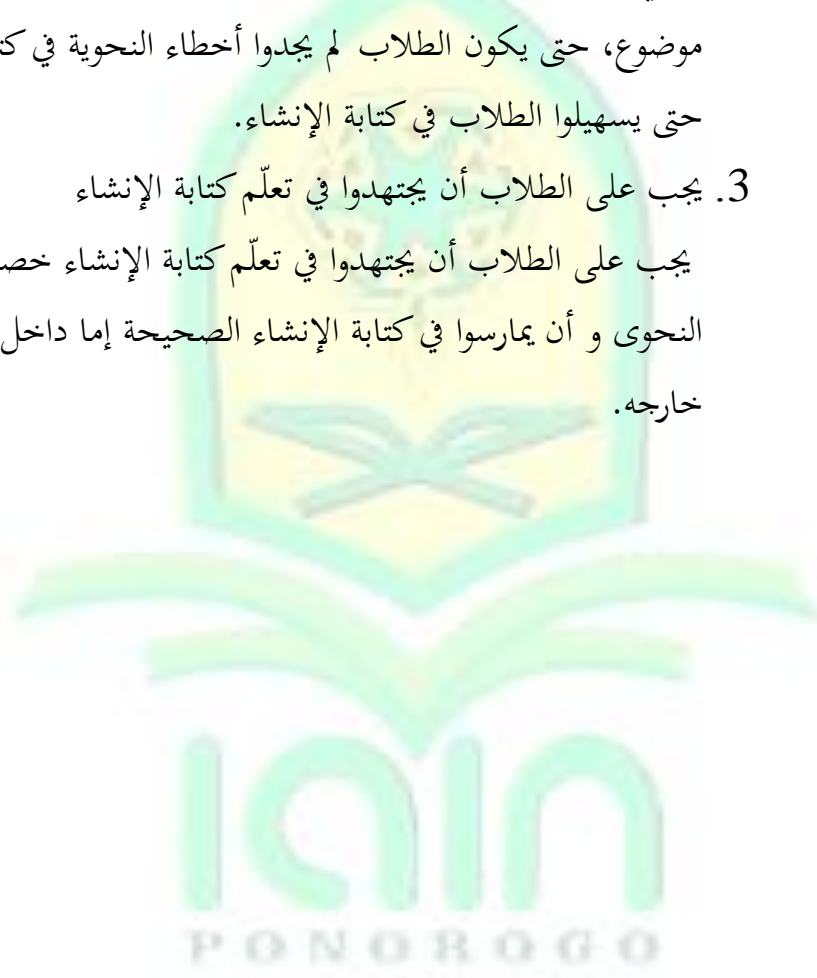 موضوع، حتى يكون الطلاب لم يجدوا أخطاء النحوية في
حتى يسهيلوا الطلاب في كتابة الإنشاء.
3. يجب على الطلاب أن يجتهدوا في تعلّم كتابة الإنشاء
يجب على الطلاب أن يجتهدوا في تعلّم كتابة الإنشاء
النحوى و أن يمارسوا في كتابة الإنشاء الصحيحة إما داخل
خارجه.
IAIN
PONOROGO